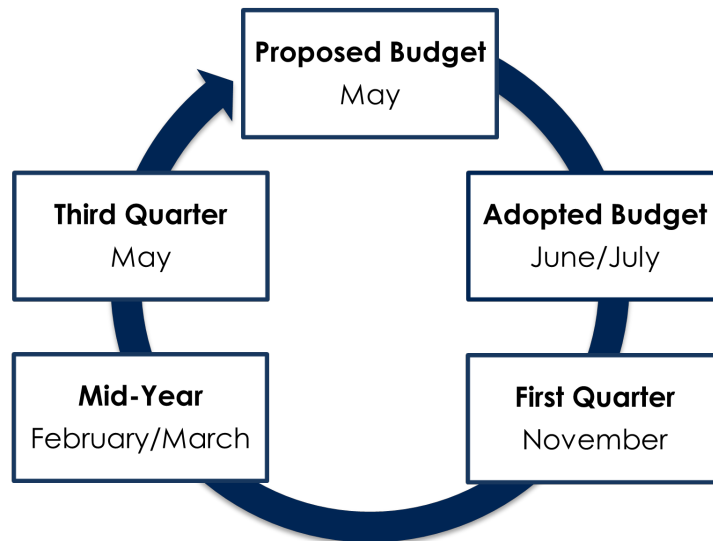 Proposed Budget
May
Adopted Budget
June/July
First Quarter
November
Mid-Year
February/March
Third Quarter
May